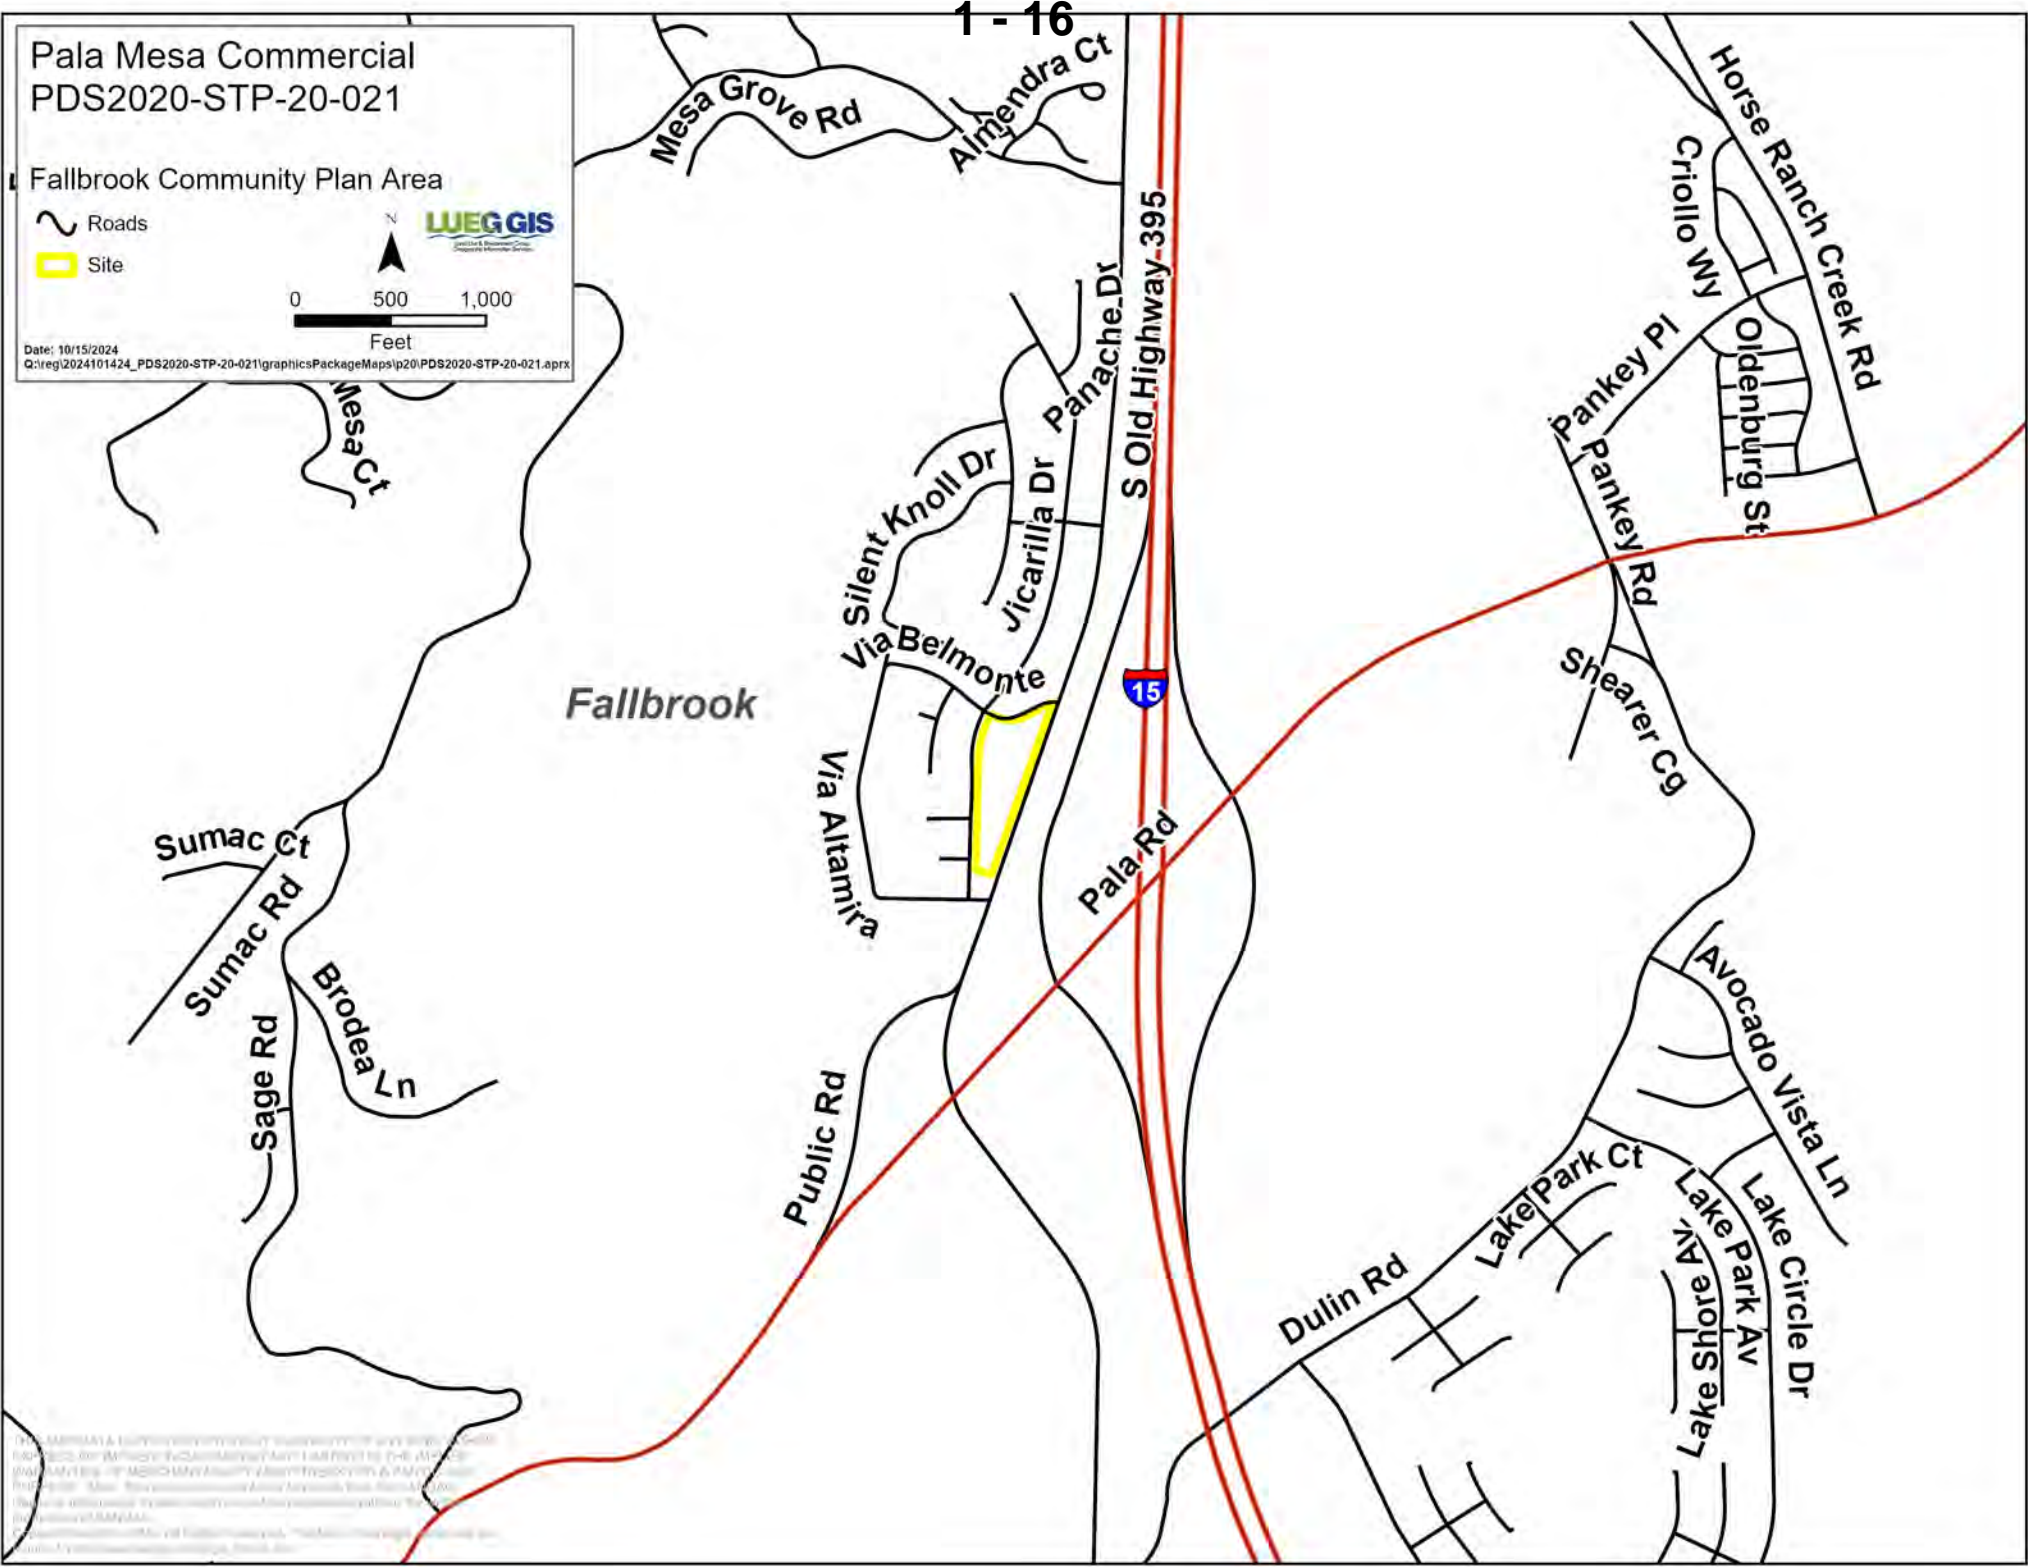 1 - 16
Pala Mesa Commercial
PDS2020-STP-20-021
Fallbrook Community Plan Area
Roads
Site
N
LUEG GIS
0 500 1,000
Feet
Date: 10/15/2024
Q:\reg\2024101424_PDS2020-STP-20-021\graphicsPackageMaps\p20\PDS2020-STP-20-021.aprx
Mesa Grove Rd
Almendra Ct
Horse Ranch Creek Rd
Criollo Wy
S Old Highway 395
Panache Dr
Pankey Pl
Oldenburg St
Mesa Ct
Silent Knoll Dr
Jicarilla Dr
Pankey Rd
Via Belmonte
Shearer Cg
15
Fallbrook
Via Altamira
Pala Rd
Sumac Ct
Sumac Rd
Brodea Ln
Sage Rd
Public Rd
Avocado Vista Ln
Lake Park Ct
Lake Park Av
Lake Circle Dr
Lake Shore Av
Dulin Rd